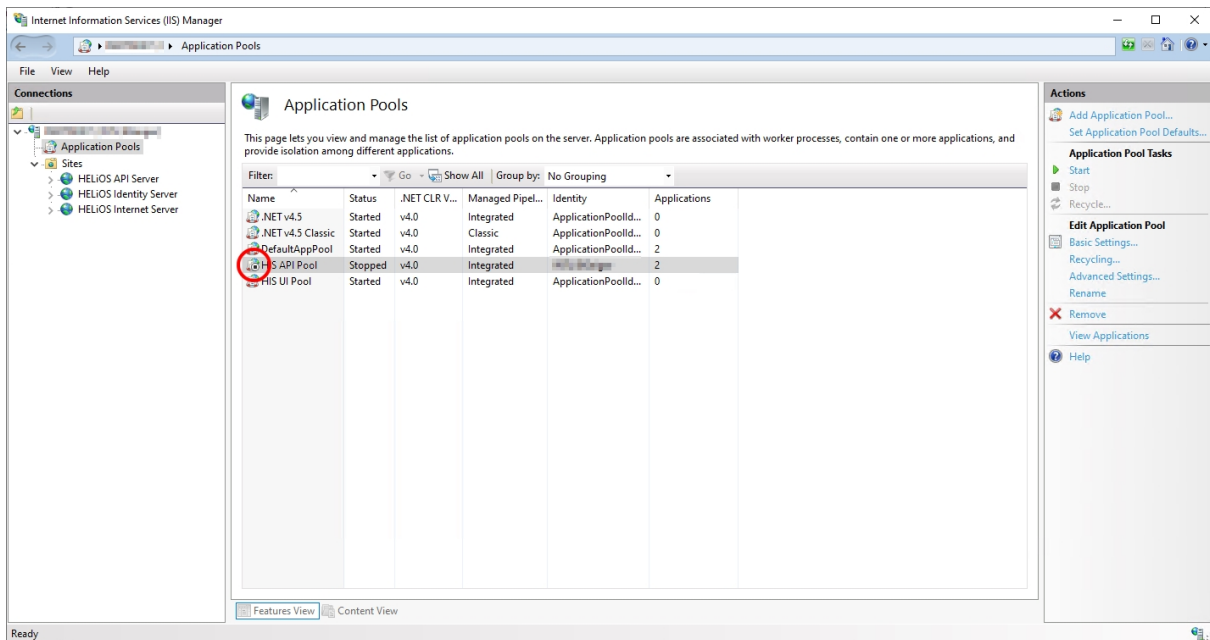 Internet Information Services (IIS) Manager
Application Pools
File View Help
Connections
Application Pools
Sites
HELiOS API Server
HELiOS Identity Server
HELiOS Internet Server
Application Pools
This page lets you view and manage the list of application pools on the server. Application pools are associated with worker processes, contain one or more applications, and
provide isolation among different applications.
Filter: Go Show All Group by: No Grouping
Name Status .NET CLR V... Managed Pipel... Identity Applications
.NET v4.5 Started v4.0 Integrated ApplicationPoolId... 0
.NET v4.5 Classic Started v4.0 Classic ApplicationPoolId... 0
DefaultAppPool Started v4.0 Integrated ApplicationPoolId... 2
HIS API Pool Stopped v4.0 Integrated 2
HIS UI Pool Started v4.0 Integrated ApplicationPoolId... 0
Features View Content View
Actions
Add Application Pool...
Set Application Pool Defaults...
Application Pool Tasks
Start
Stop
Recycle...
Edit Application Pool
Basic Settings...
Recycling...
Advanced Settings...
Rename
Remove
View Applications
Help
Ready